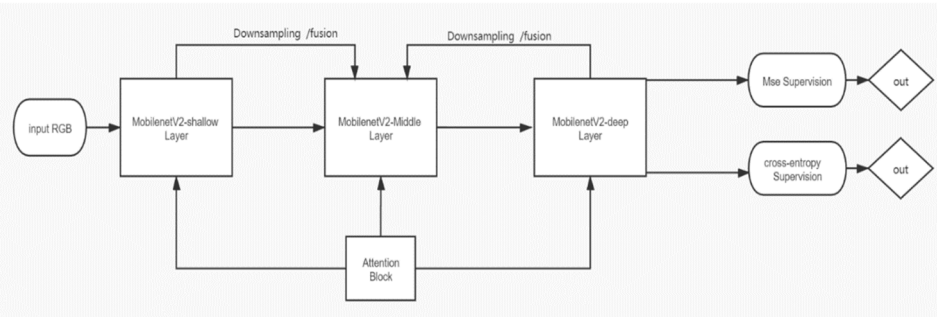 Downsampling /fusion
Downsampling /fusion
input RGB
MobilenetV2-shallow
Layer
MobilenetV2-Middle
Layer
MobilenetV2-deep
Layer
Mse Supervision
out
cross-entropy
Supervision
out
Attention
Block